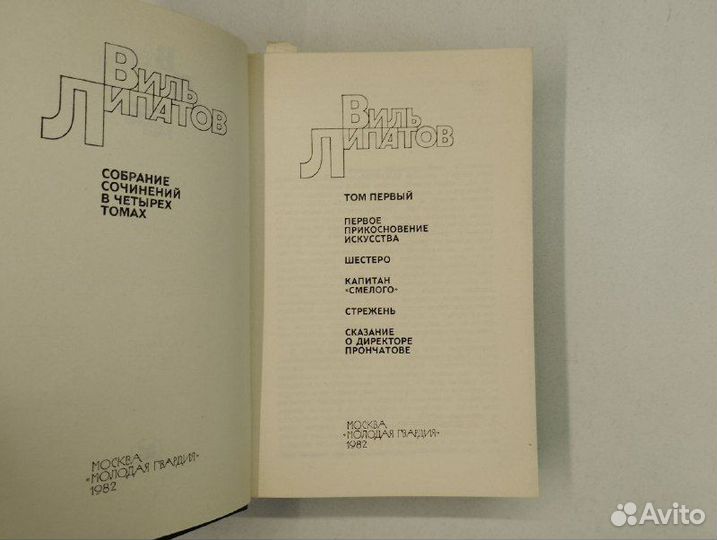 Виль
Липатов
СОБРАНИЕ
СОЧИНЕНИЙ
В ЧЕТЫРЕХ
ТОМАХ
МОСКВА
«МОЛОДАЯ ГВАРДИЯ»
1982
Виль
Липатов
ТОМ ПЕРВЫЙ
ПЕРВОЕ
ПРИКОСНОВЕНИЕ
ИСКУССТВА
ШЕСТЕРО
КАПИТАН
«СМЕЛОГО»
СТРЕЖЕНЬ
СКАЗАНИЕ
О ДИРЕКТОРЕ
ПРОНЧАТОВЕ
МОСКВА
«МОЛОДАЯ ГВАРДИЯ»
1982
Avito